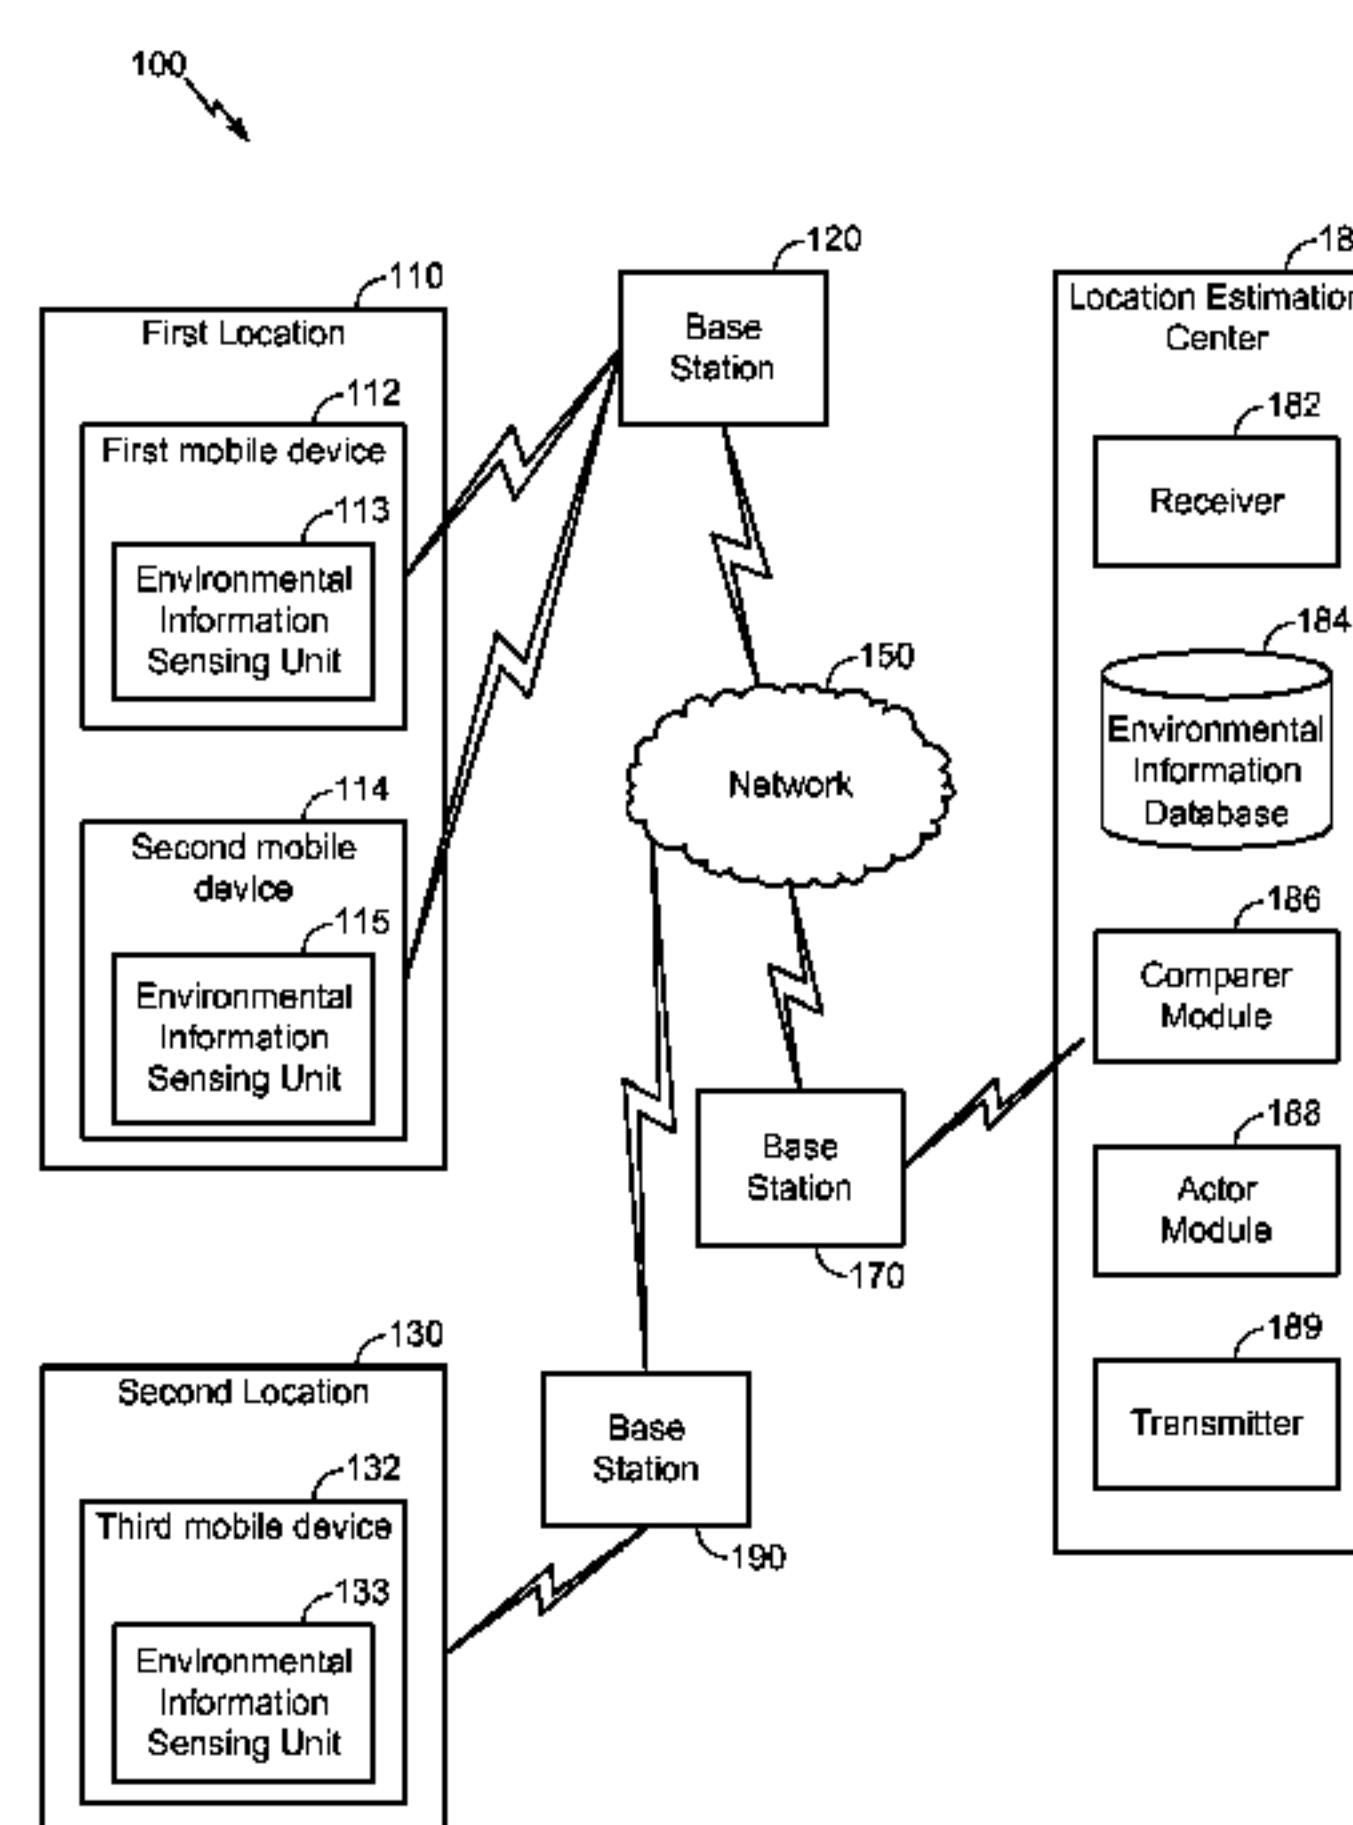 100
110
First Location
112
First mobile device
113
Environmental
Information
Sensing Unit
114
Second mobile
device
115
Environmental
Information
Sensing Unit
120
Base
Station
150
Network
Base
Station
170
130
Second Location
132
Third mobile device
133
Environmental
Information
Sensing Unit
Base
Station
190
18
Location Estimation
Center
182
Receiver
184
Environmental
Information
Database
186
Comparer
Module
188
Actor
Module
189
Transmitter